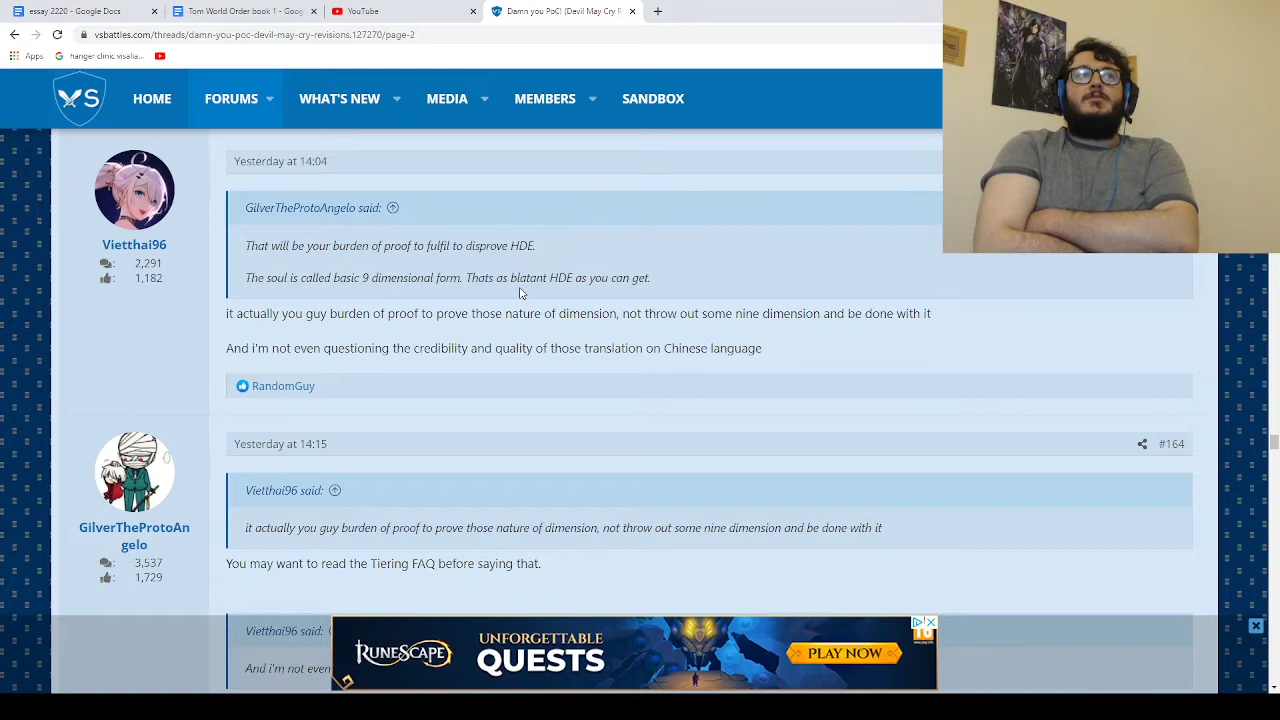 essay 2220 - Google Docs
Tom World Order book 1 - Goog
YouTube
Damn you PoC! (Devil May Cry R
vsbattles.com/threads/damn-you-poc-devil-may-cry-revisions.127270/page-2
Apps
hanger clinic visalia...
VS
HOME
FORUMS
WHAT'S NEW
MEDIA
MEMBERS
SANDBOX
Vietthai96
2,291
1,182
Yesterday at 14:04
GilverTheProtoAngelo said:
That will be your burden of proof to fulfil to disprove HDE.
The soul is called basic 9 dimensional form. Thats as blatant HDE as you can get.
it actually you guy burden of proof to prove those nature of dimension, not throw out some nine dimension and be done with it
And i'm not even questioning the credibility and quality of those translation on Chinese language
RandomGuy
GilverTheProtoAn
gelo
3,537
1,729
Yesterday at 14:15
#164
Vietthai96 said:
it actually you guy burden of proof to prove those nature of dimension, not throw out some nine dimension and be done with it
You may want to read the Tiering FAQ before saying that.
Vietthai96 said:
And i'm not even
RUNESCAPE
UNFORGETTABLE
QUESTS
PLAY NOW